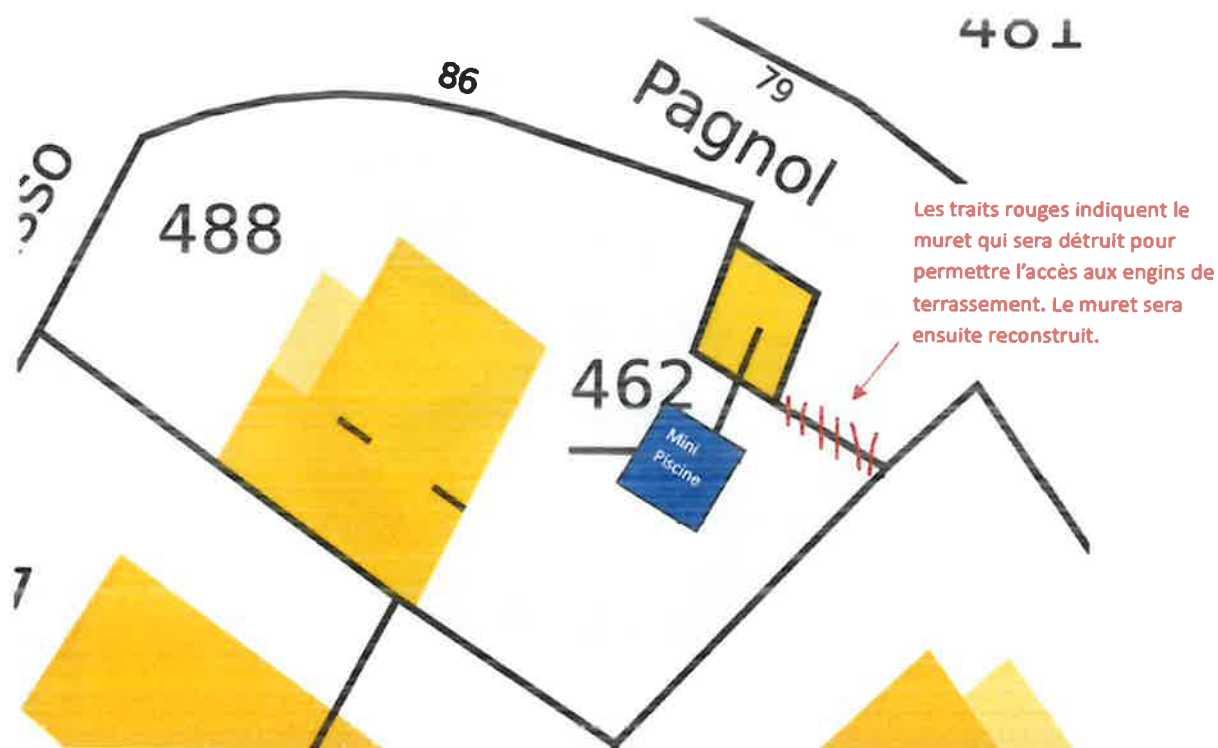 401
86
79
Pagnol
sso
488
Les traits rouges indiquent le
muret qui sera détruit pour
permettre l'accès aux engins de
terrassement. Le muret sera
ensuite reconstruit.
462
Mini
Piscine